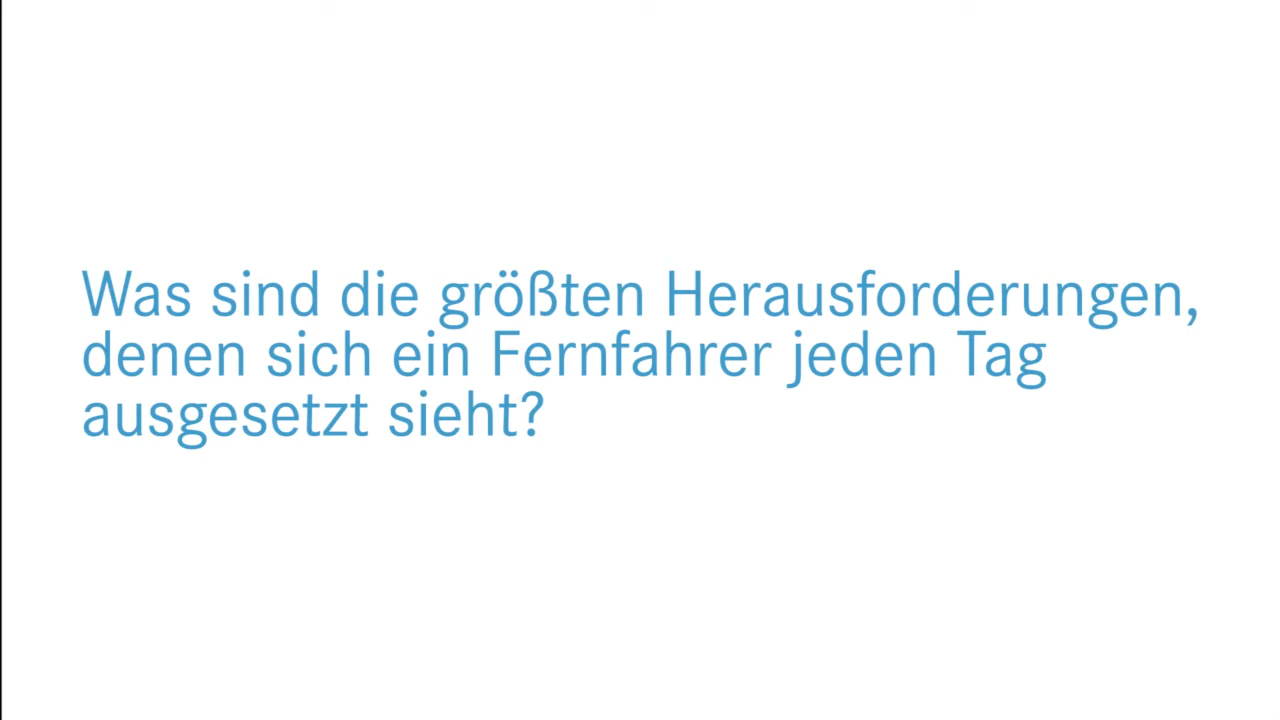 Was sind die größten Herausforderungen,
denen sich ein Fernfahrer jeden Tag
ausgesetzt sieht?